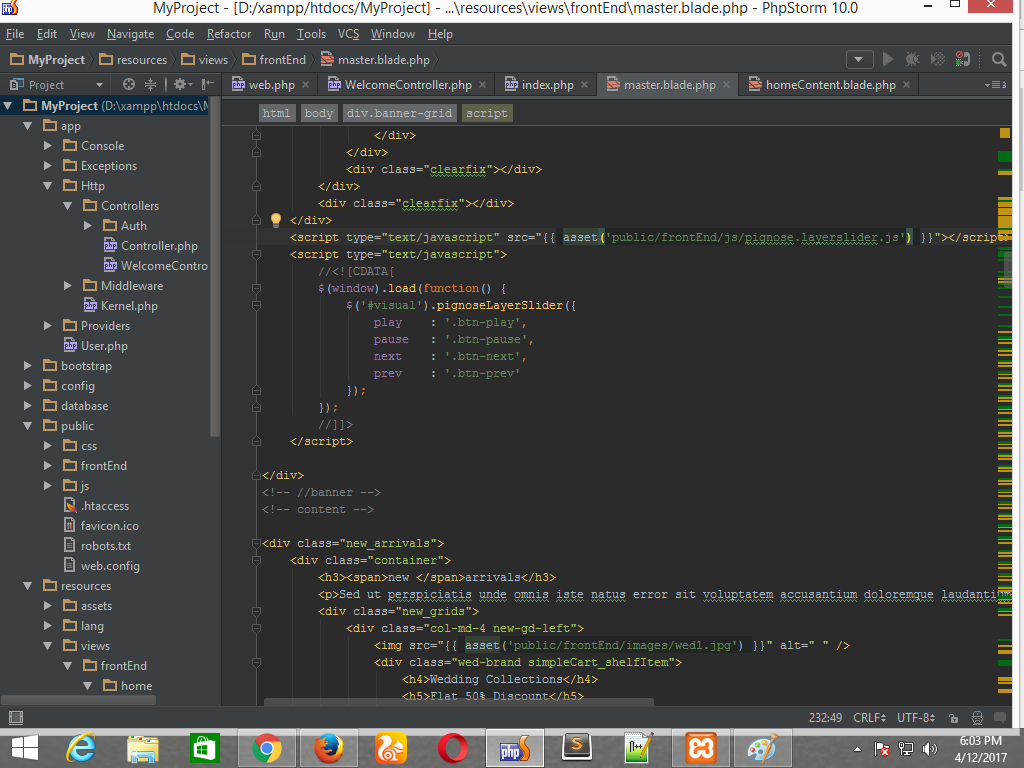 MyProject - [D:/xampp/htdocs/MyProject] - ...\resources\views\frontEnd\master.blade.php - PhpStorm 10.0
File Edit View Navigate Code Refactor Run Tools VCS Window Help
MyProject resources views frontEnd master.blade.php
Project web.php WelcomeController.php index.php master.blade.php homeContent.blade.php
MyProject (D:\xampp\htdocs\M
app
Console
Exceptions
Http
Controllers
Auth
Controller.php
WelcomeContro
Middleware
Kernel.php
Providers
User.php
bootstrap
config
database
public
css
frontEnd
js
.htaccess
favicon.ico
robots.txt
web.config
resources
assets
lang
views
frontEnd
home
html body div.banner-grid script
</div>
</div>
<div class="clearfix"></div>
</div>
<div class="clearfix"></div>
</div>
<script type="text/javascript" src="{{ asset('public/frontEnd/js/pignose.layerslider.js') }}"></script>
<script type="text/javascript">
//<![CDATA[
$(window).load(function() {
$('#visual').pignoseLayerSlider({
play : '.btn-play',
pause : '.btn-pause',
next : '.btn-next',
prev : '.btn-prev'
});
});
//]]>
</script>
</div>
<!-- //banner -->
<!-- content -->
<div class="new_arrivals">
<div class="container">
<h3><span>new </span>arrivals</h3>
<p>Sed ut perspiciatis unde omnis iste natus error sit voluptatem accusantium doloremque laudantium
<div class="new_grids">
<div class="col-md-4 new-gd-left">
<img src="{{ asset('public/frontEnd/images/wed1.jpg') }}" alt=" " />
<div class="wed-brand simpleCart_shelfItem">
<h4>Wedding Collections</h4>
<h5>Flat 50% Discount</h5>
232:49 CRLF UTF-8
6:03 PM
4/12/2017